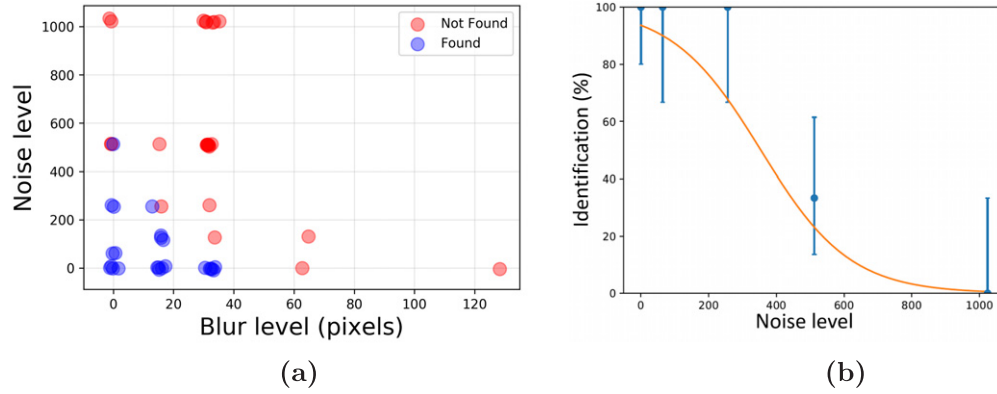 Noise level
1000
800
600
400
200
0
Not Found
Found
0 20 40 60 80 100 120
Blur level (pixels)
(a)
Identification (%)
100
80
60
40
20
0
0 200 400 600 800 1000
Noise level
(b)